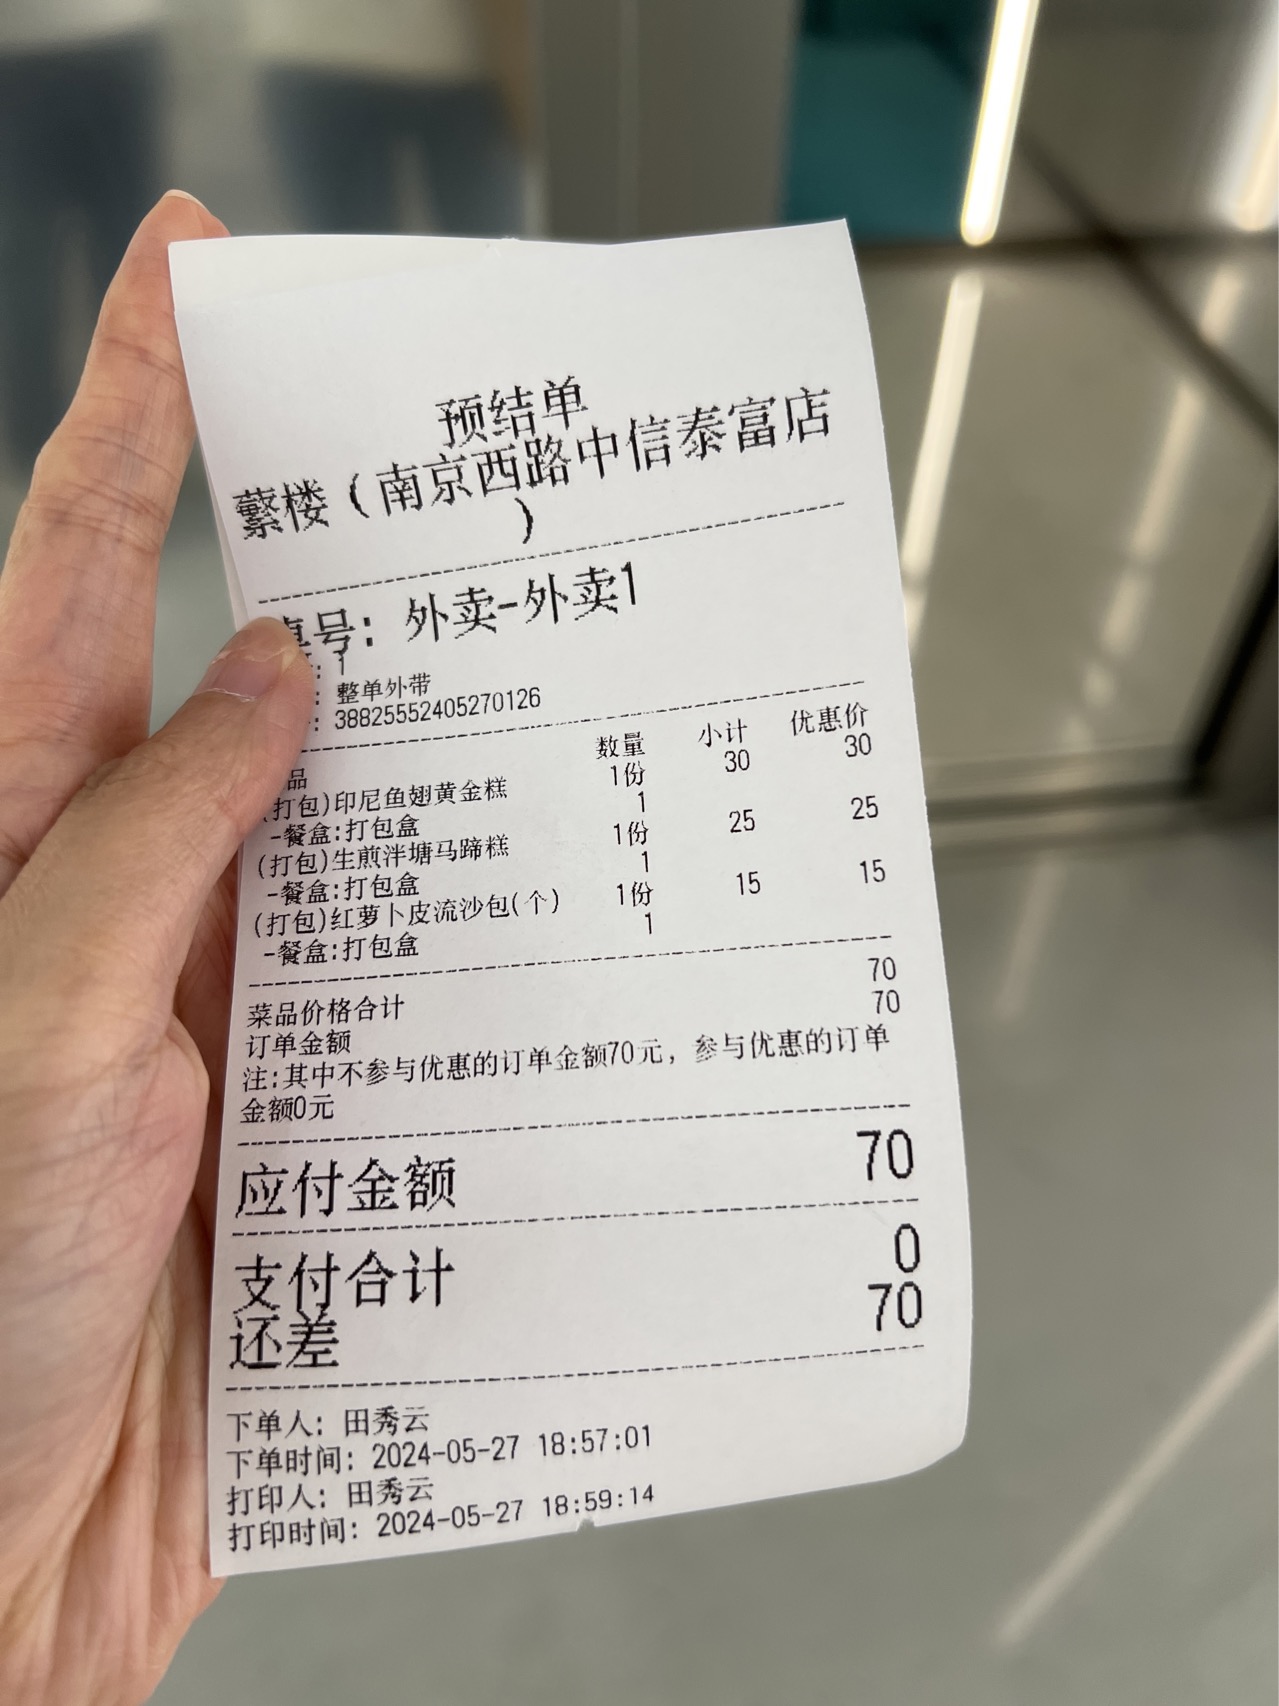 预结单
蘩楼（南京西路中信泰富店
）
桌号：外卖-外卖1
: 1
: 整单外带
: 38825552405270126
品 数量 小计 优惠价
(打包)印尼鱼翅黄金糕 1份 30 30
-餐盒:打包盒 1
(打包)生煎泮塘马蹄糕 1份 25 25
-餐盒:打包盒 1
(打包)红萝卜皮流沙包(个) 1份 15 15
-餐盒:打包盒 1
菜品价格合计 70
订单金额 70
注:其中不参与优惠的订单金额70元，参与优惠的订单
金额0元
应付金额 70
支付合计 0
还差 70
下单人: 田秀云
下单时间: 2024-05-27 18:57:01
打印人: 田秀云
打印时间: 2024-05-27 18:59:14